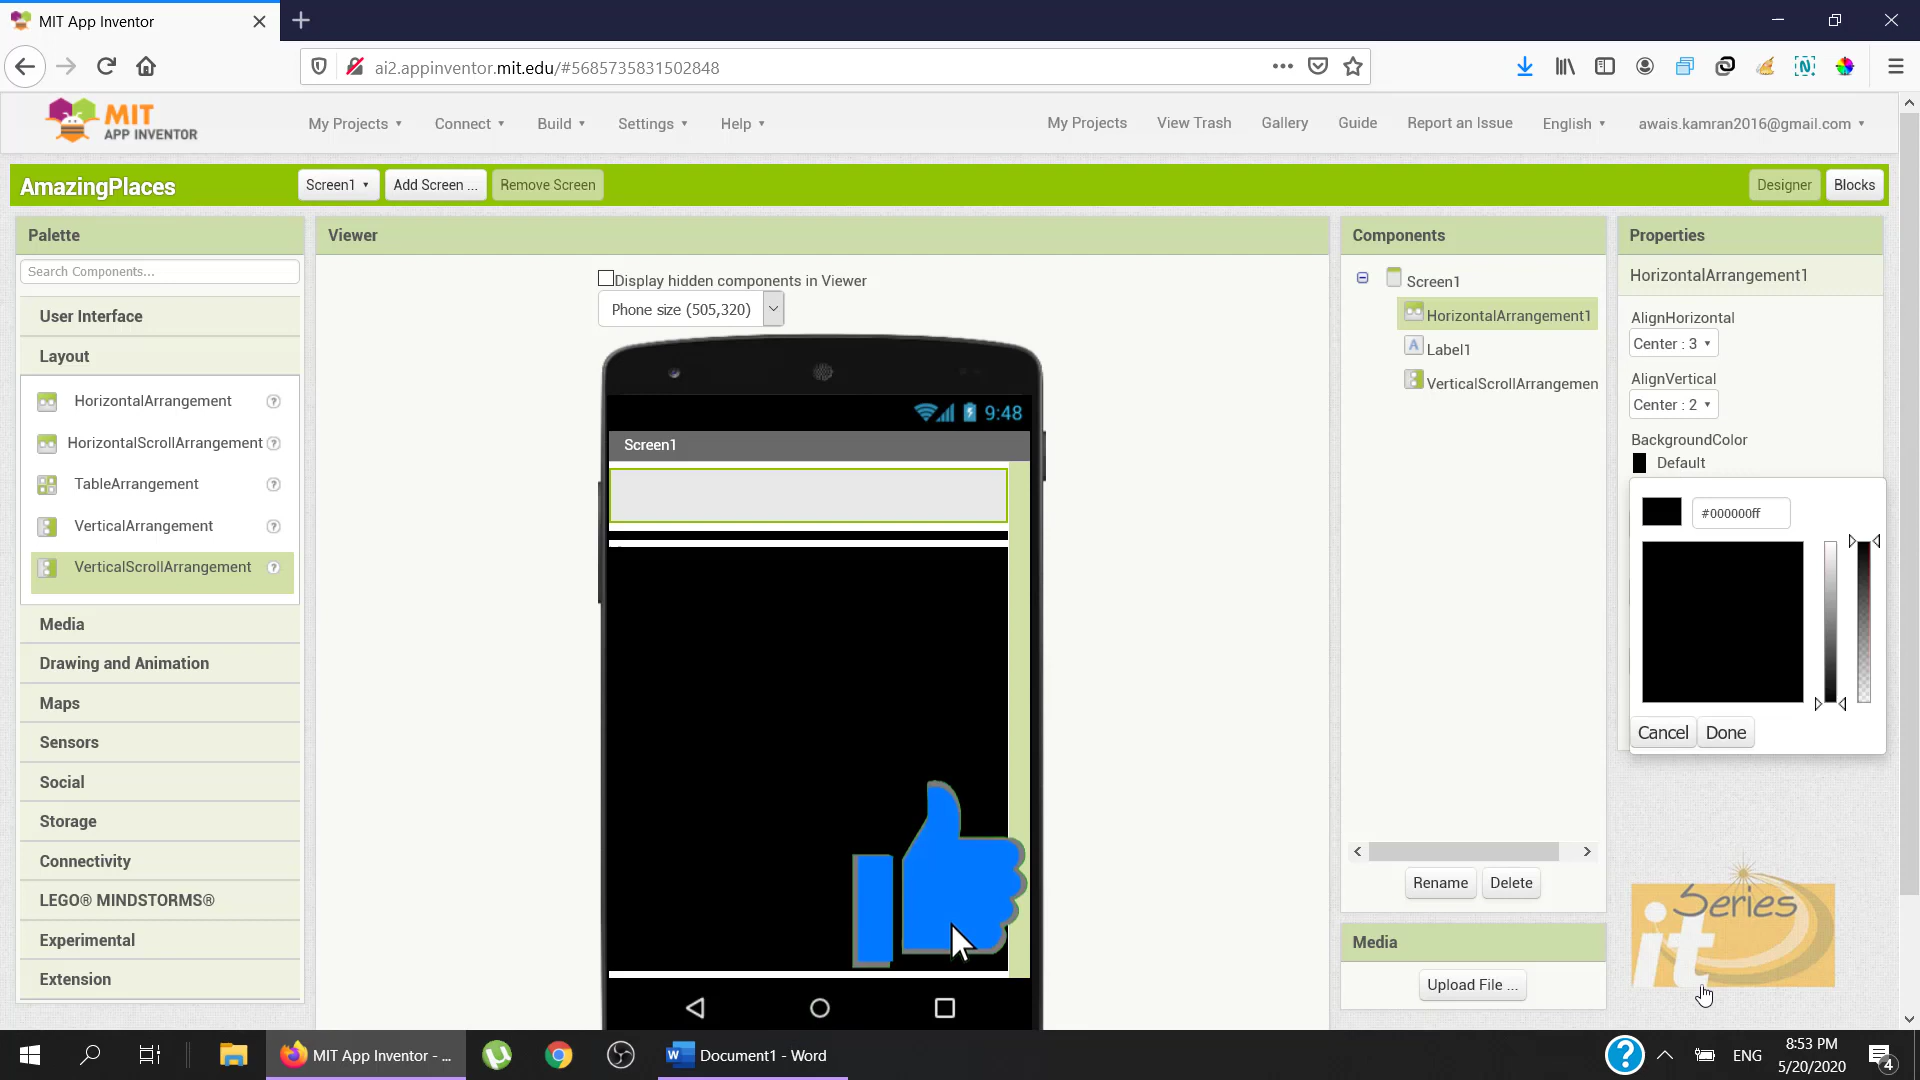 MIT App Inventor
ai2.appinventor.mit.edu/#5685735831502848
MIT
APP INVENTOR
My Projects
Connect
Build
Settings
Help
My Projects
View Trash
Gallery
Guide
Report an Issue
English
awais.kamran2016@gmail.com
AmazingPlaces
Screen1
Add Screen ...
Remove Screen
Designer
Blocks
Palette
Search Components...
User Interface
Layout
HorizontalArrangement
HorizontalScrollArrangement
TableArrangement
VerticalArrangement
VerticalScrollArrangement
Media
Drawing and Animation
Maps
Sensors
Social
Storage
Connectivity
LEGO® MINDSTORMS®
Experimental
Extension
Viewer
Display hidden components in Viewer
Phone size (505,320)
9:48
Screen1
Components
Screen1
HorizontalArrangement1
Label1
VerticalScrollArrangemen
Rename
Delete
Media
Upload File ...
Properties
HorizontalArrangement1
AlignHorizontal
Center : 3
AlignVertical
Center : 2
BackgroundColor
Default
#000000ff
Cancel
Done
it Series
MIT App Inventor - ...
Document1 - Word
ENG
8:53 PM
5/20/2020
4